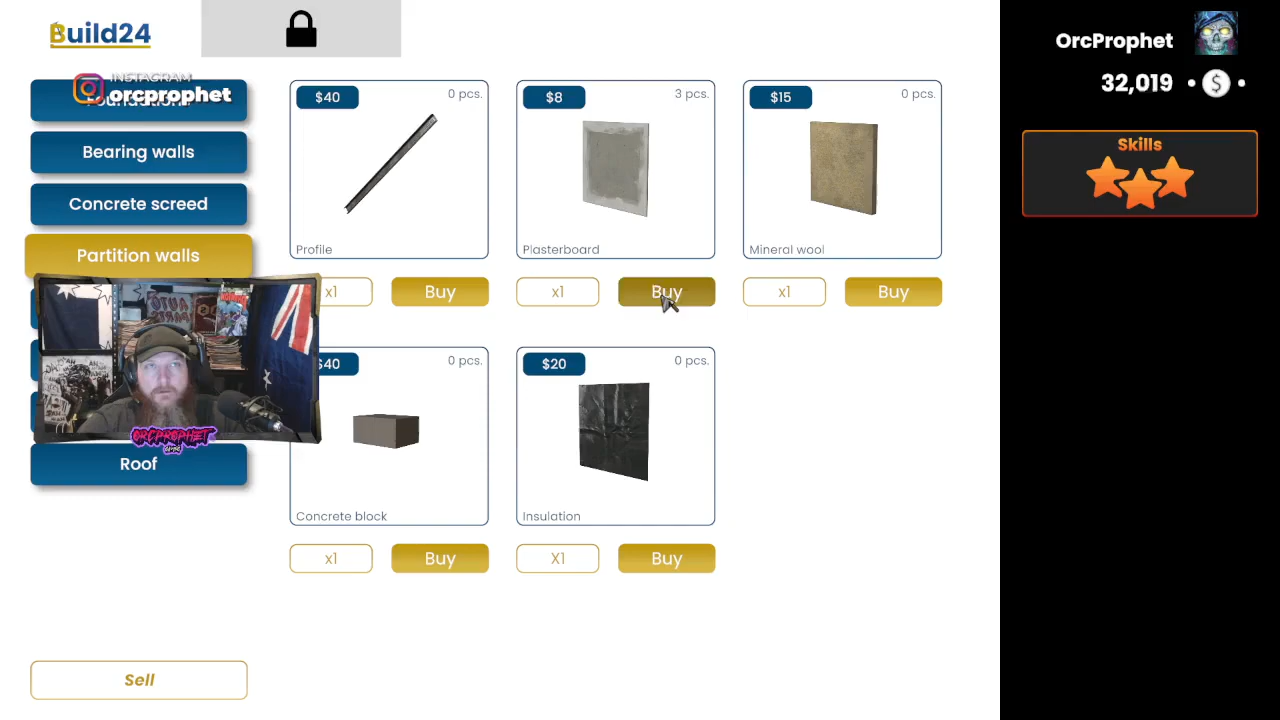 Build24
INSTAGRAM
orcprophet
Bearing walls
Concrete screed
Partition walls
Roof
Sell
$40
0 pcs.
Profile
x1
Buy
$8
3 pcs.
Plasterboard
x1
Buy
$15
0 pcs.
Mineral wool
x1
Buy
$40
0 pcs.
Concrete block
x1
Buy
$20
0 pcs.
Insulation
X1
Buy
ORCPROPHET
OrcProphet
32,019
$
Skills